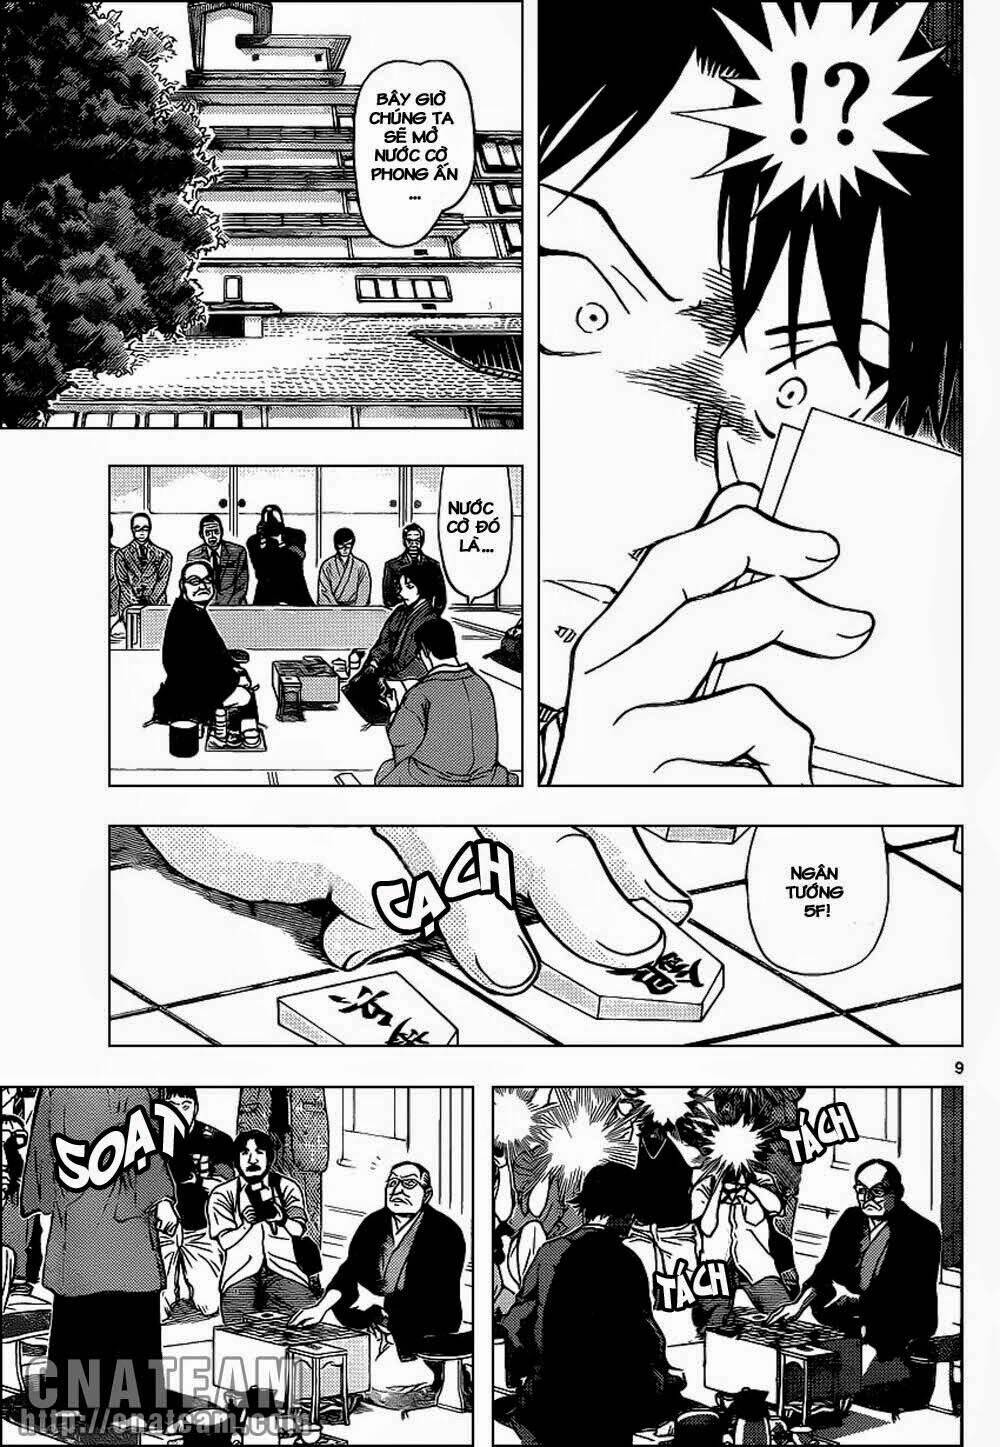 !?
BÂY GIỜ
CHÚNG TA
SẼ MỞ
NƯỚC CỜ
PHONG ẤN
...
NƯỚC
CỜ ĐÓ
LÀ...
NGÂN
TƯỚNG
5F!
CẠCH
9
SOẠT
TÁCH
TÁCH
CNATEAM
http://cnateam.com